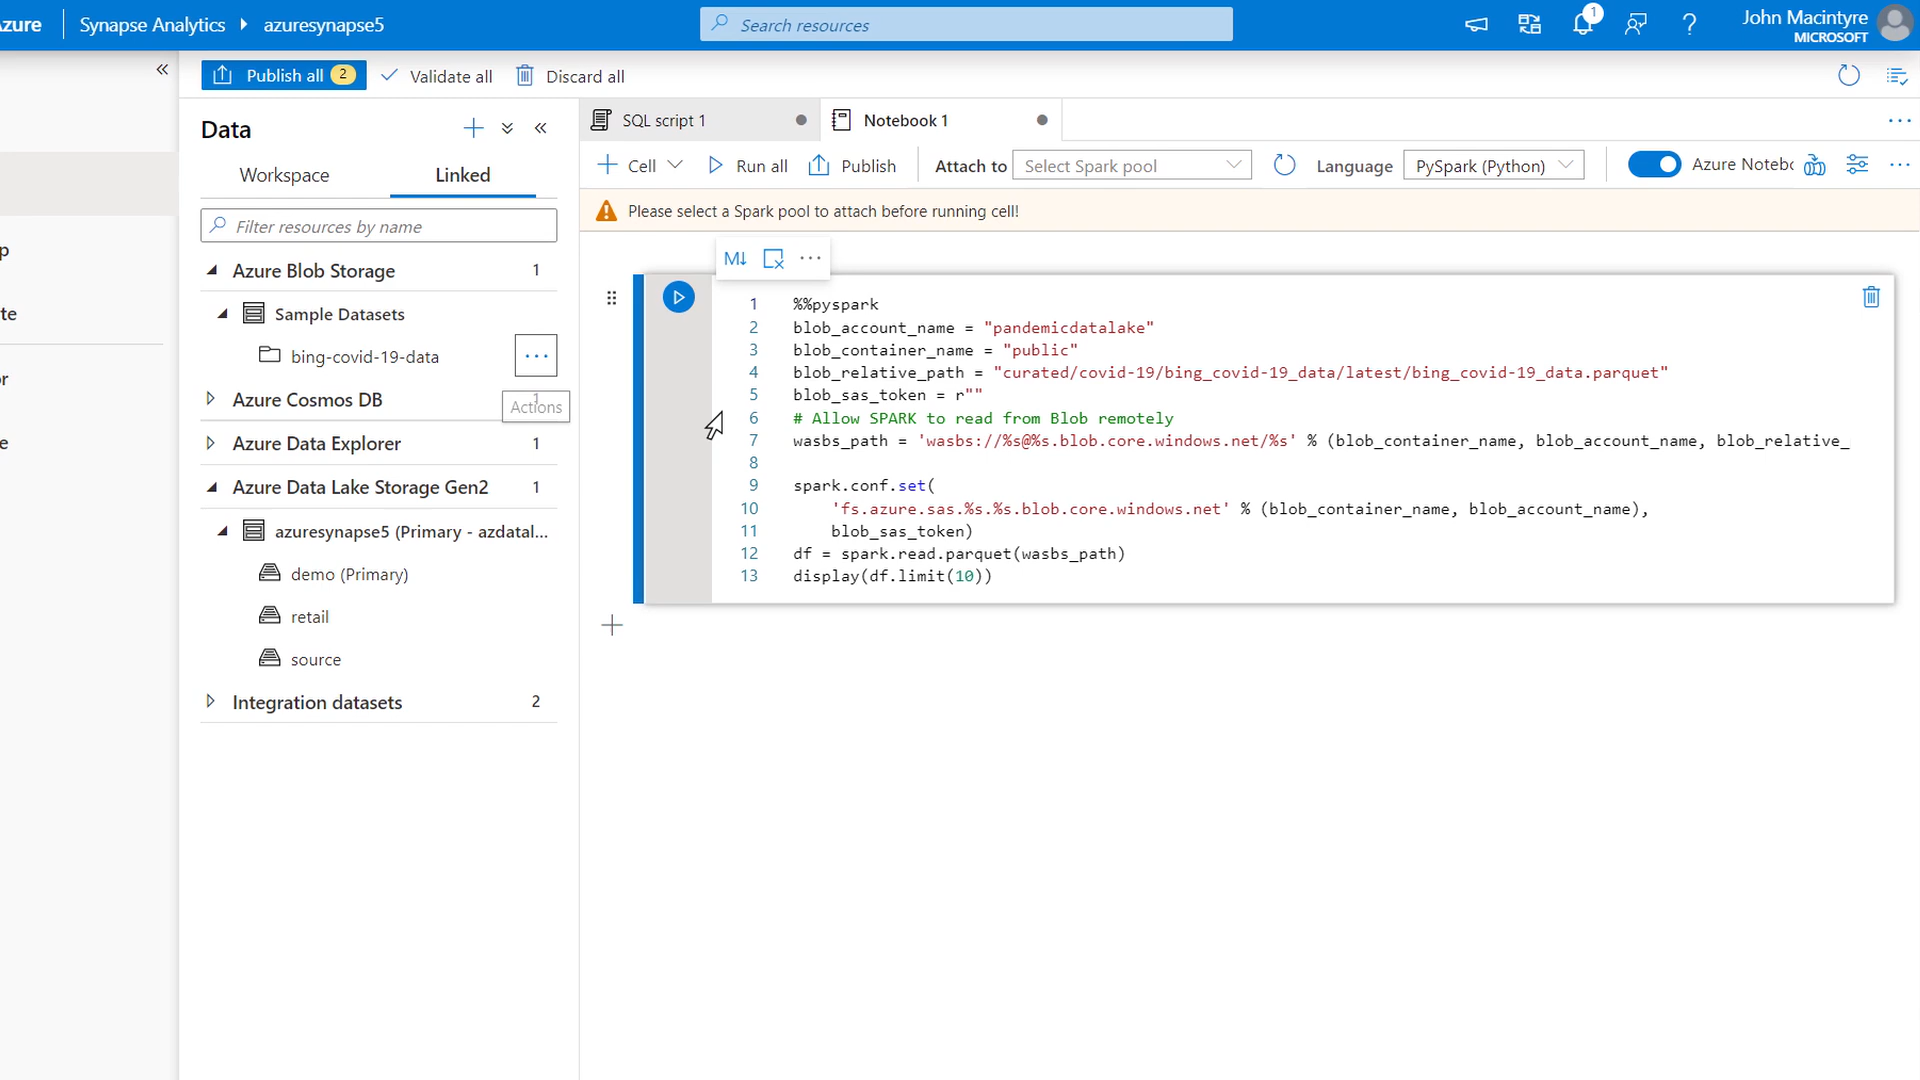 Azure
Synapse Analytics
azuresynapse5
Search resources
1
?
John Macintyre
MICROSOFT
Publish all 2
Validate all
Discard all
Data
Workspace
Linked
Filter resources by name
Azure Blob Storage 1
Sample Datasets
bing-covid-19-data
...
Azure Cosmos DB
Actions
Azure Data Explorer 1
Azure Data Lake Storage Gen2 1
azuresynapse5 (Primary - azdatal...
demo (Primary)
retail
source
Integration datasets 2
SQL script 1
Notebook 1
...
Cell
Run all
Publish
Attach to
Select Spark pool
Language
PySpark (Python)
Azure Notebo
...
Please select a Spark pool to attach before running cell!
M↓
...
1 %%pyspark
2 blob_account_name = "pandemicdatalake"
3 blob_container_name = "public"
4 blob_relative_path = "curated/covid-19/bing_covid-19_data/latest/bing_covid-19_data.parquet"
5 blob_sas_token = r""
6 # Allow SPARK to read from Blob remotely
7 wasbs_path = 'wasbs://%s@%s.blob.core.windows.net/%s' % (blob_container_name, blob_account_name, blob_relative_
8
9 spark.conf.set(
10 'fs.azure.sas.%s.%s.blob.core.windows.net' % (blob_container_name, blob_account_name),
11 blob_sas_token)
12 df = spark.read.parquet(wasbs_path)
13 display(df.limit(10))
p
te
or
e